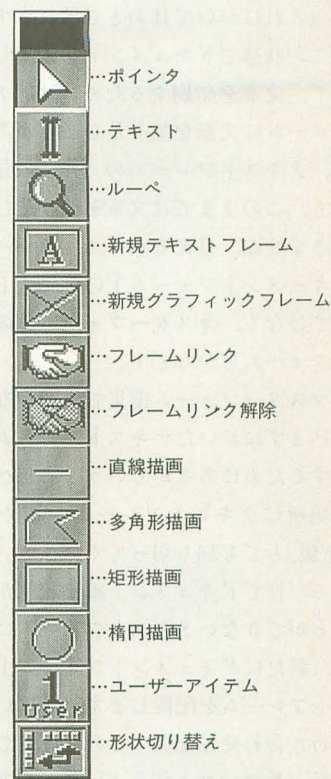 …ポインタ
…テキスト
…ルーペ
A …新規テキストフレーム
…新規グラフィックフレーム
…フレームリンク
…フレームリンク解除
…直線描画
…多角形描画
…矩形描画
…楕円描画
1 User …ユーザーアイテム
…形状切り替え